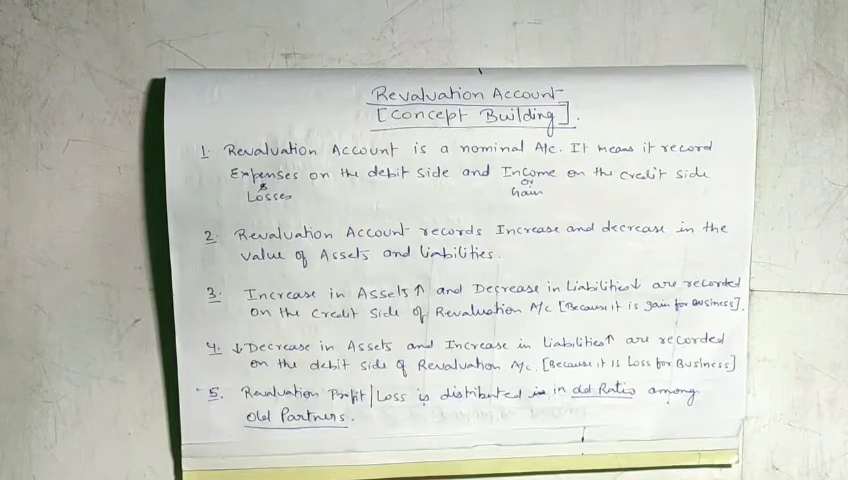 Revaluation Account
[Concept Building].
1. Revaluation Account is a nominal A/c. It means it record
Expenses on the debit side and Income on the credit side
& Losses
or Gain
2. Revaluation Account records Increase and decrease in the
value of Assets and liabilities.
3. Increase in Assets↑ and Decrease in Liabilities↓ are recorded
on the Credit Side of Revaluation A/c [Because it is gain for Business].
4. ↓Decrease in Assets and Increase in liabilities↑ are recorded
on the debit side of Revaluation A/c. [Because it is Loss for Business]
5. Revaluation Profit/Loss is distributed in old Ratio among
Old Partners.